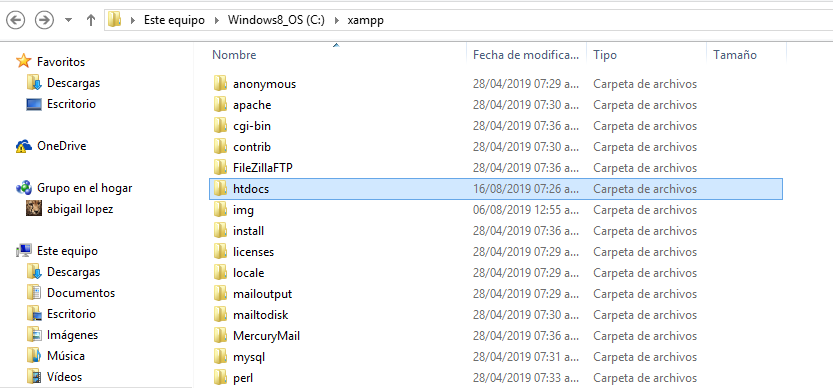 Este equipo Windows8_OS (C:) xampp
Nombre Fecha de modifica... Tipo Tamaño
Favoritos
Descargas
Escritorio
OneDrive
Grupo en el hogar
abigail lopez
Este equipo
Descargas
Documentos
Escritorio
Imágenes
Música
Vídeos
anonymous 28/04/2019 07:29 a... Carpeta de archivos
apache 28/04/2019 07:30 a... Carpeta de archivos
cgi-bin 28/04/2019 07:36 a... Carpeta de archivos
contrib 28/04/2019 07:30 a... Carpeta de archivos
FileZillaFTP 28/04/2019 07:36 a... Carpeta de archivos
htdocs 16/08/2019 07:26 a... Carpeta de archivos
img 06/08/2019 12:55 a... Carpeta de archivos
install 28/04/2019 07:36 a... Carpeta de archivos
licenses 28/04/2019 07:29 a... Carpeta de archivos
locale 28/04/2019 07:29 a... Carpeta de archivos
mailoutput 28/04/2019 07:29 a... Carpeta de archivos
mailtodisk 28/04/2019 07:30 a... Carpeta de archivos
MercuryMail 28/04/2019 07:36 a... Carpeta de archivos
mysql 28/04/2019 07:31 a... Carpeta de archivos
perl 28/04/2019 07:33 a... Carpeta de archivos